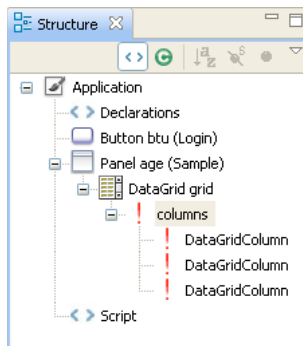 Structure
Application
Declarations
Button btu (Login)
Panel age (Sample)
DataGrid grid
columns
DataGridColumn
DataGridColumn
DataGridColumn
Script